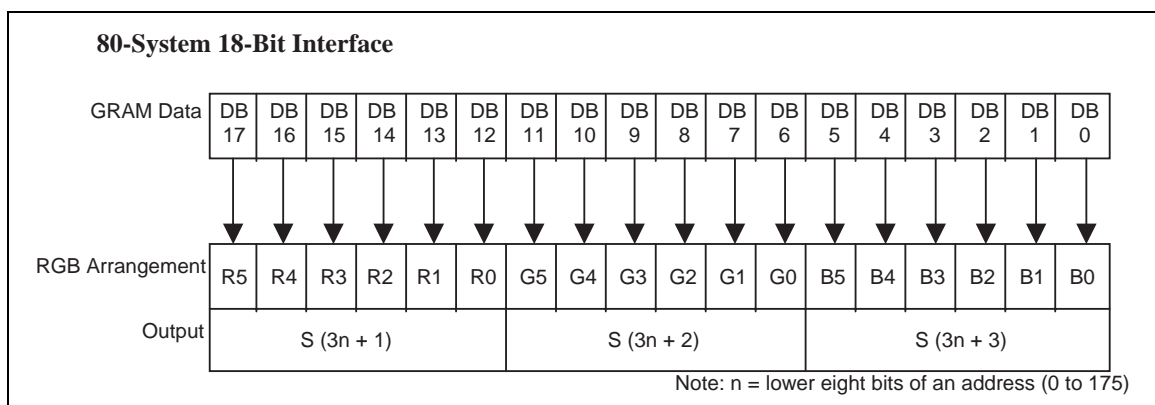 80-System 18-Bit Interface
GRAM Data DB 17 DB 16 DB 15 DB 14 DB 13 DB 12 DB 11 DB 10 DB 9 DB 8 DB 7 DB 6 DB 5 DB 4 DB 3 DB 2 DB 1 DB 0
RGB Arrangement R5 R4 R3 R2 R1 R0 G5 G4 G3 G2 G1 G0 B5 B4 B3 B2 B1 B0
Output S (3n + 1) S (3n + 2) S (3n + 3)
Note: n = lower eight bits of an address (0 to 175)